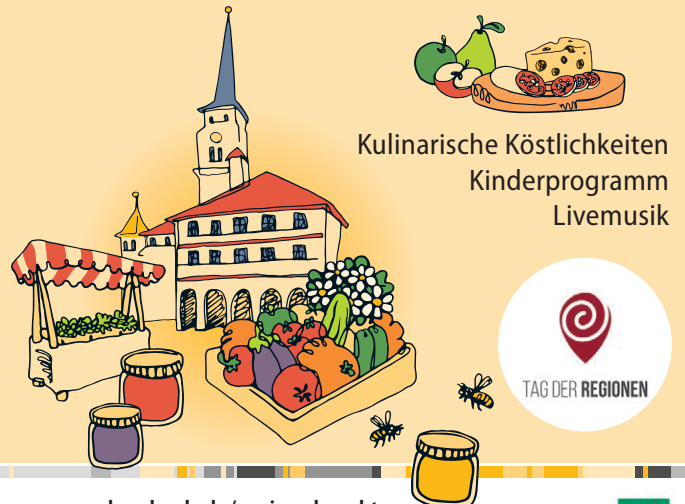 Kulinarische Köstlichkeiten
Kinderprogramm
Livemusik
TAG DER REGIONEN